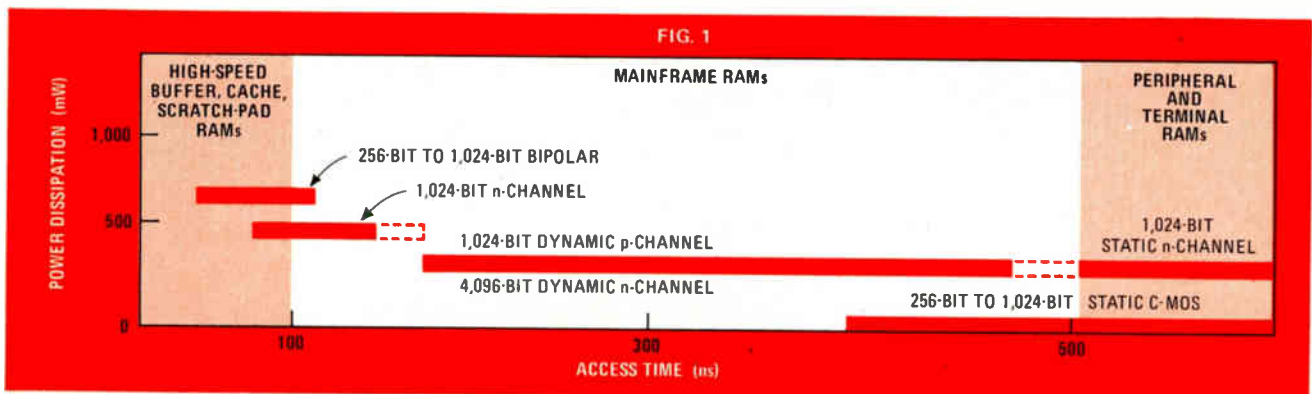 FIG. 1
HIGH-SPEED
BUFFER, CACHE,
SCRATCH-PAD
RAMs
MAINFRAME RAMs
PERIPHERAL
AND
TERMINAL
RAMs
POWER DISSIPATION (mW)
1,000
500
0
256-BIT TO 1,024-BIT BIPOLAR
1,024-BIT n-CHANNEL
1,024-BIT DYNAMIC p-CHANNEL
4,096-BIT DYNAMIC n-CHANNEL
1,024-BIT
STATIC n-CHANNEL
256-BIT TO 1,024-BIT STATIC C-MOS
100
300
500
ACCESS TIME (ns)